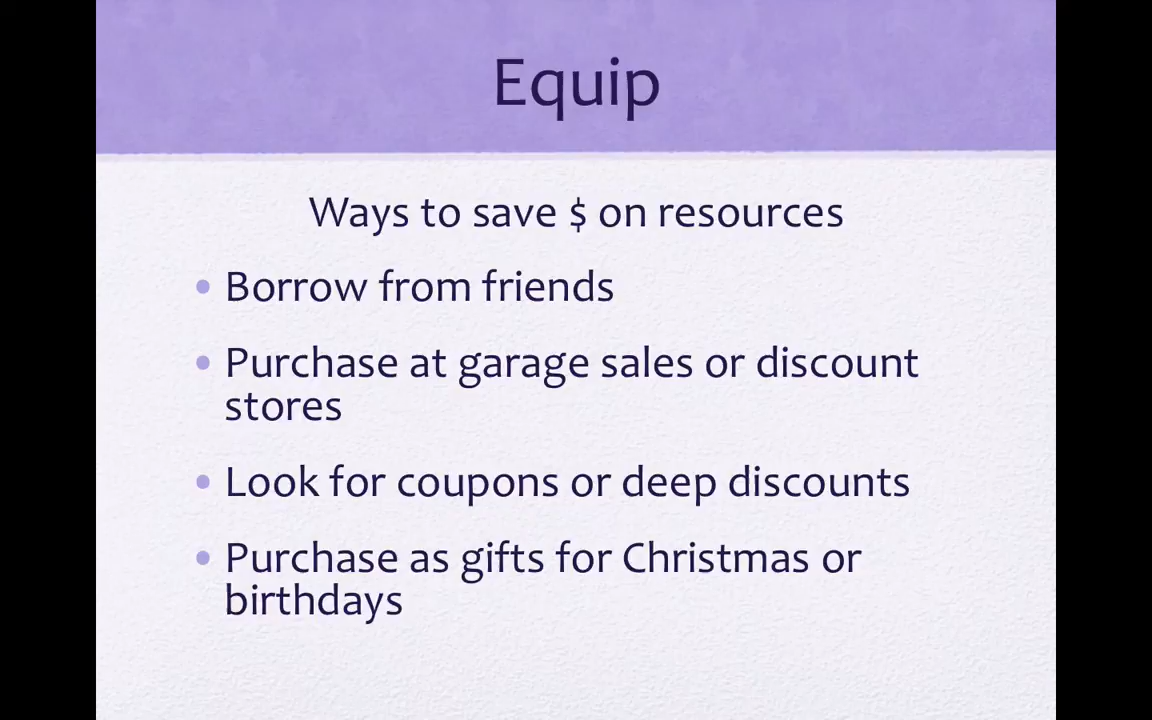 Equip
Ways to save $ on resources
• Borrow from friends
• Purchase at garage sales or discount
stores
• Look for coupons or deep discounts
• Purchase as gifts for Christmas or
birthdays